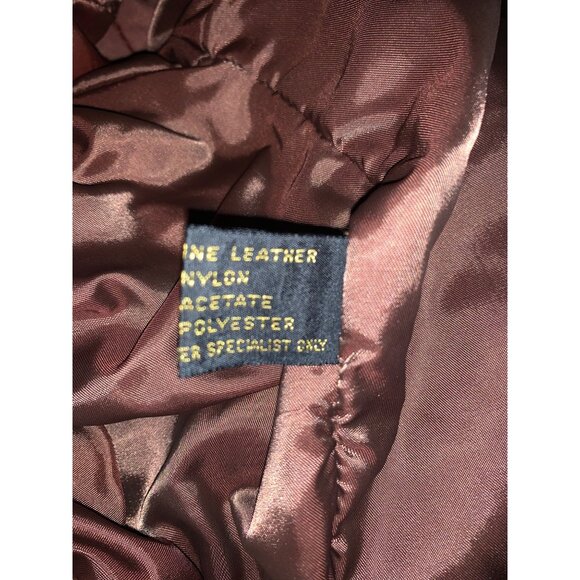 INE LEATHER
NYLON
ACETATE
POLYESTER
ER SPECIALIST ONLY